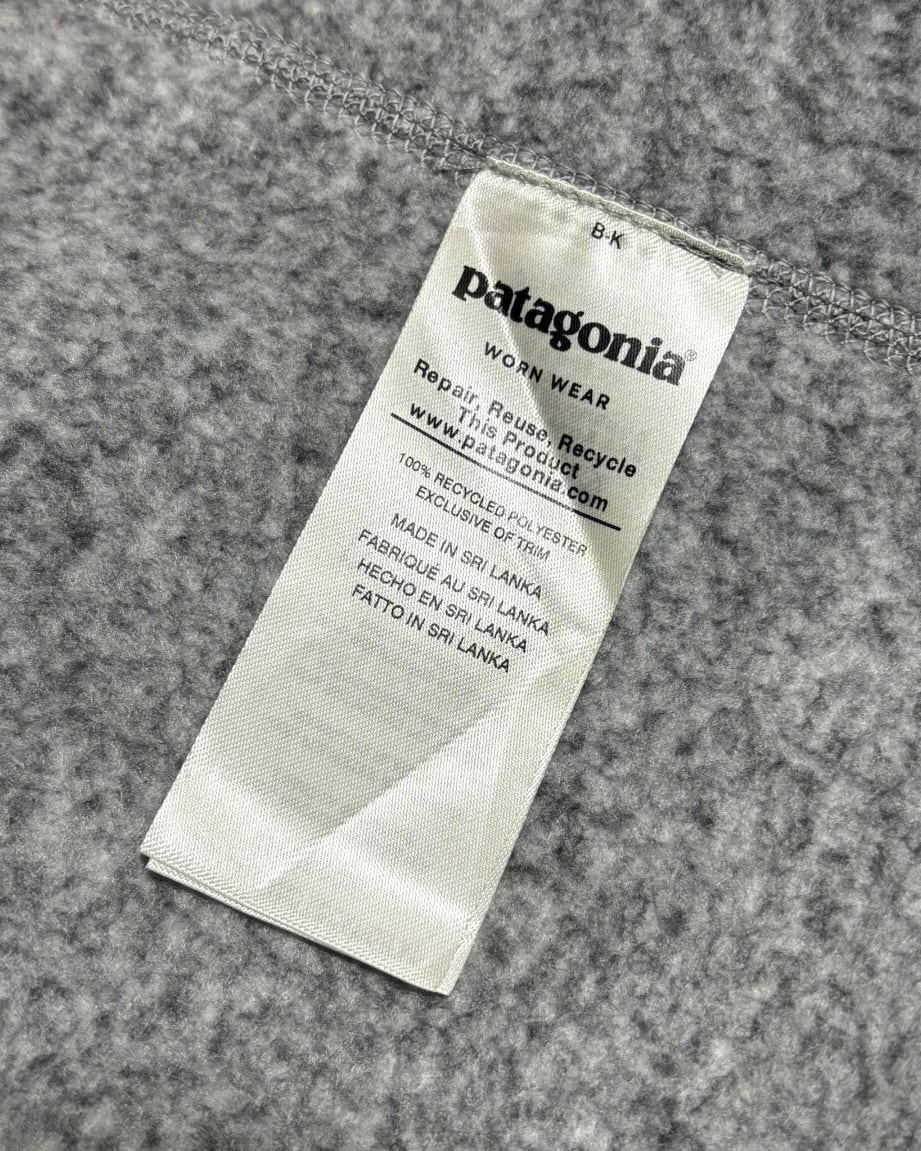 B-K
patagonia®
WORN WEAR
Repair, Reuse, Recycle
This Product
www.patagonia.com
100% RECYCLED POLYESTER
EXCLUSIVE OF TRIM
MADE IN SRI LANKA
FABRIQUÉ AU SRI LANKA
HECHO EN SRI LANKA
FATTO IN SRI LANKA